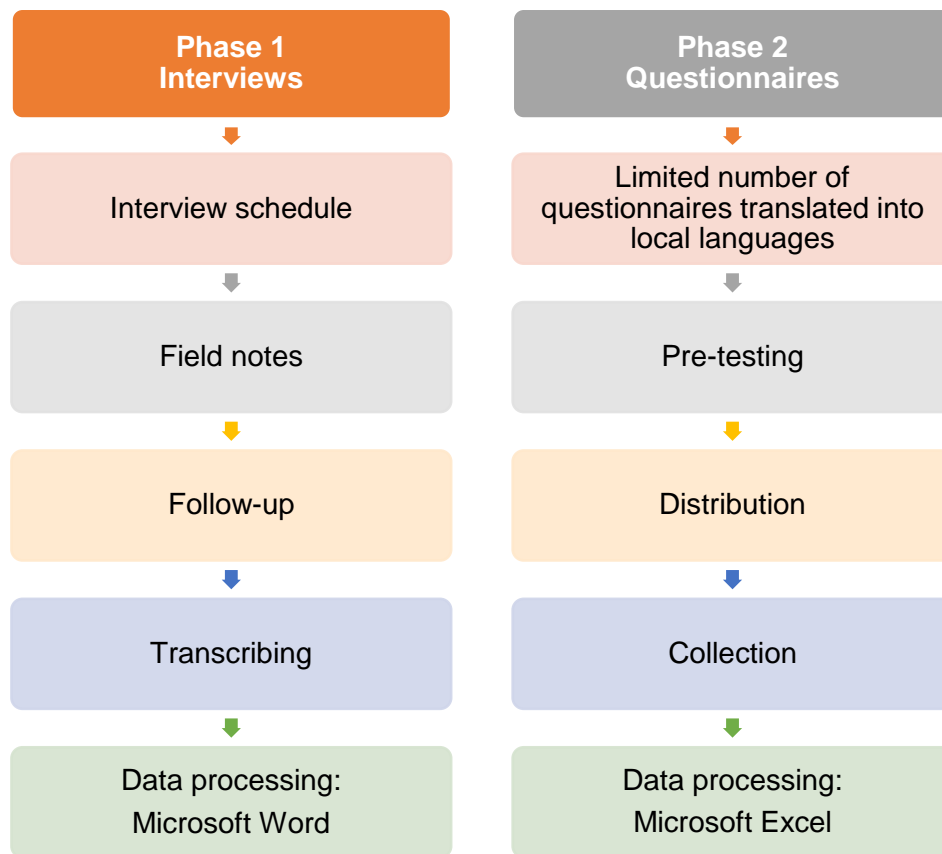 Phase 1
Interviews
Interview schedule
Field notes
Follow-up
Transcribing
Data processing:
Microsoft Word
Phase 2
Questionnaires
Limited number of
questionnaires translated into
local languages
Pre-testing
Distribution
Collection
Data processing:
Microsoft Excel